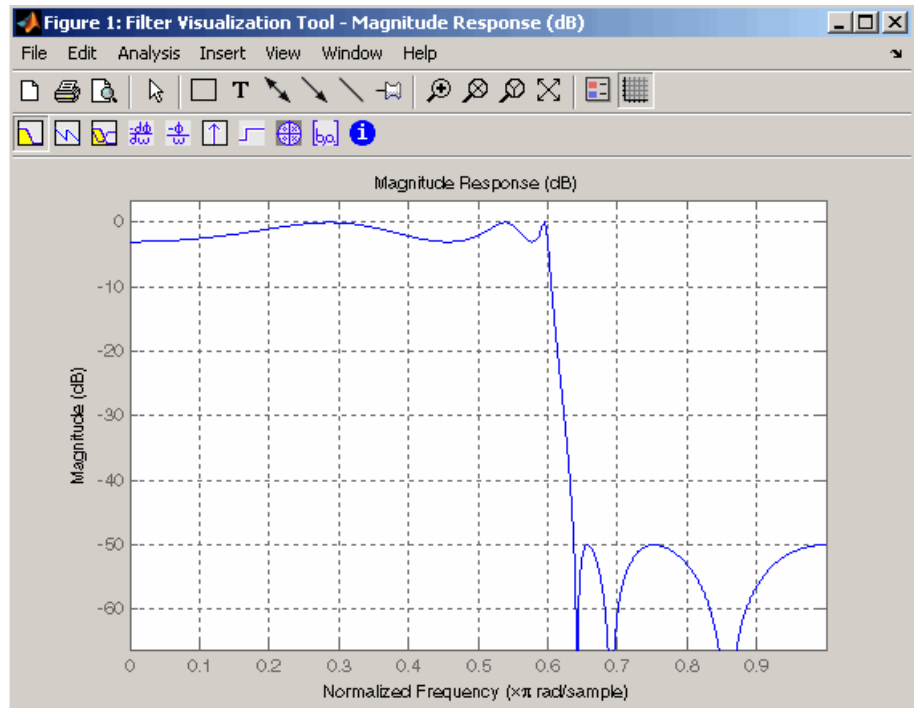 Figure 1: Filter Visualization Tool - Magnitude Response (dB)
File Edit Analysis Insert View Window Help
T
[b,a] i
Magnitude Response (dB)
0
-10
-20
-30
-40
-50
-60
Magnitude (dB)
0 0.1 0.2 0.3 0.4 0.5 0.6 0.7 0.8 0.9
Normalized Frequency (×π rad/sample)